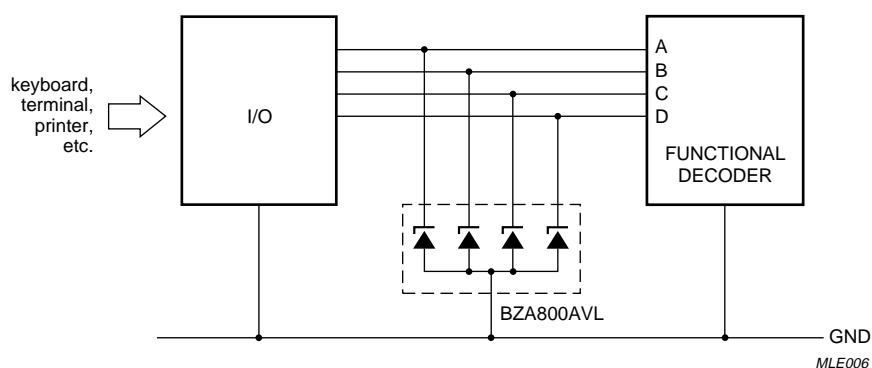 keyboard,
terminal,
printer,
etc.
I/O
A
B
C
D
FUNCTIONAL
DECODER
BZA800AVL
GND
MLE006